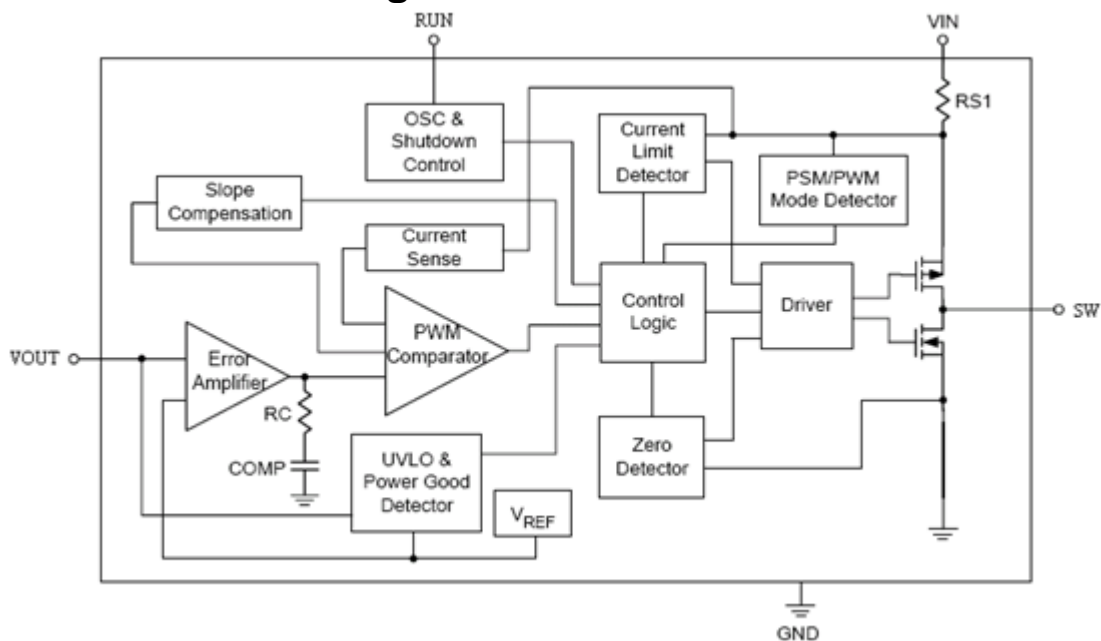 RUN
VIN
RS1
OSC &
Shutdown
Control
Current
Limit
Detector
PSM/PWM
Mode Detector
Slope
Compensation
Current
Sense
PWM
Comparator
Control
Logic
Driver
SW
VOUT
Error
Amplifier
RC
COMP
UVLO &
Power Good
Detector
VREF
Zero
Detector
GND